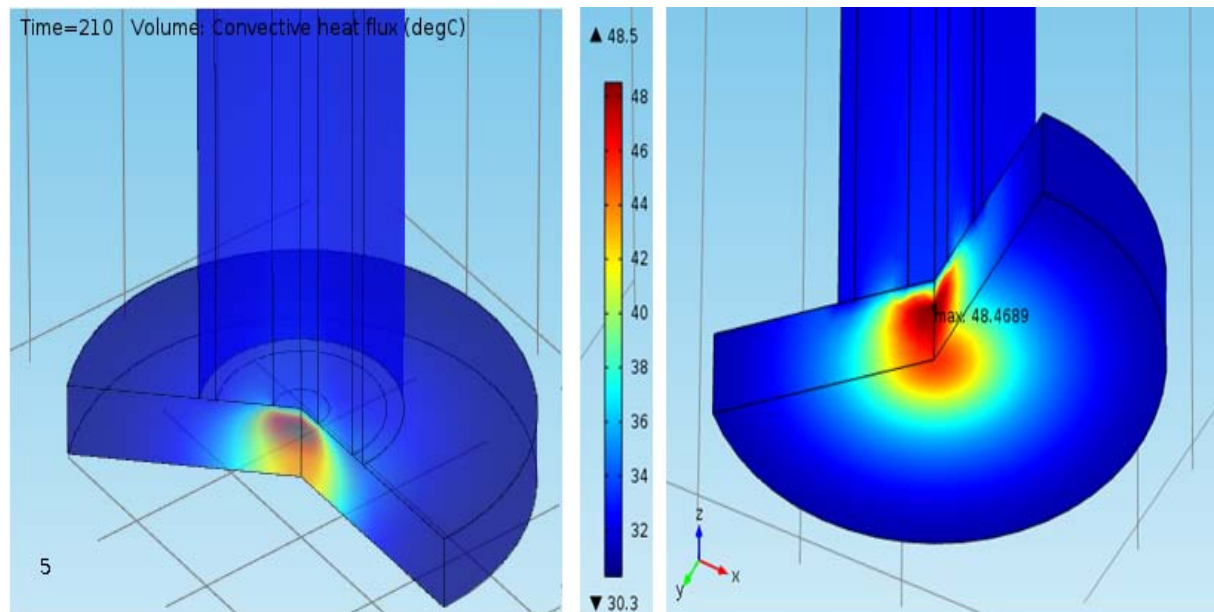 Time=210 Volume: Convective heat flux (degC)
5
▲ 48.5
48
46
44
42
40
38
36
34
32
▼ 30.3
max: 48.4689
z
y
x